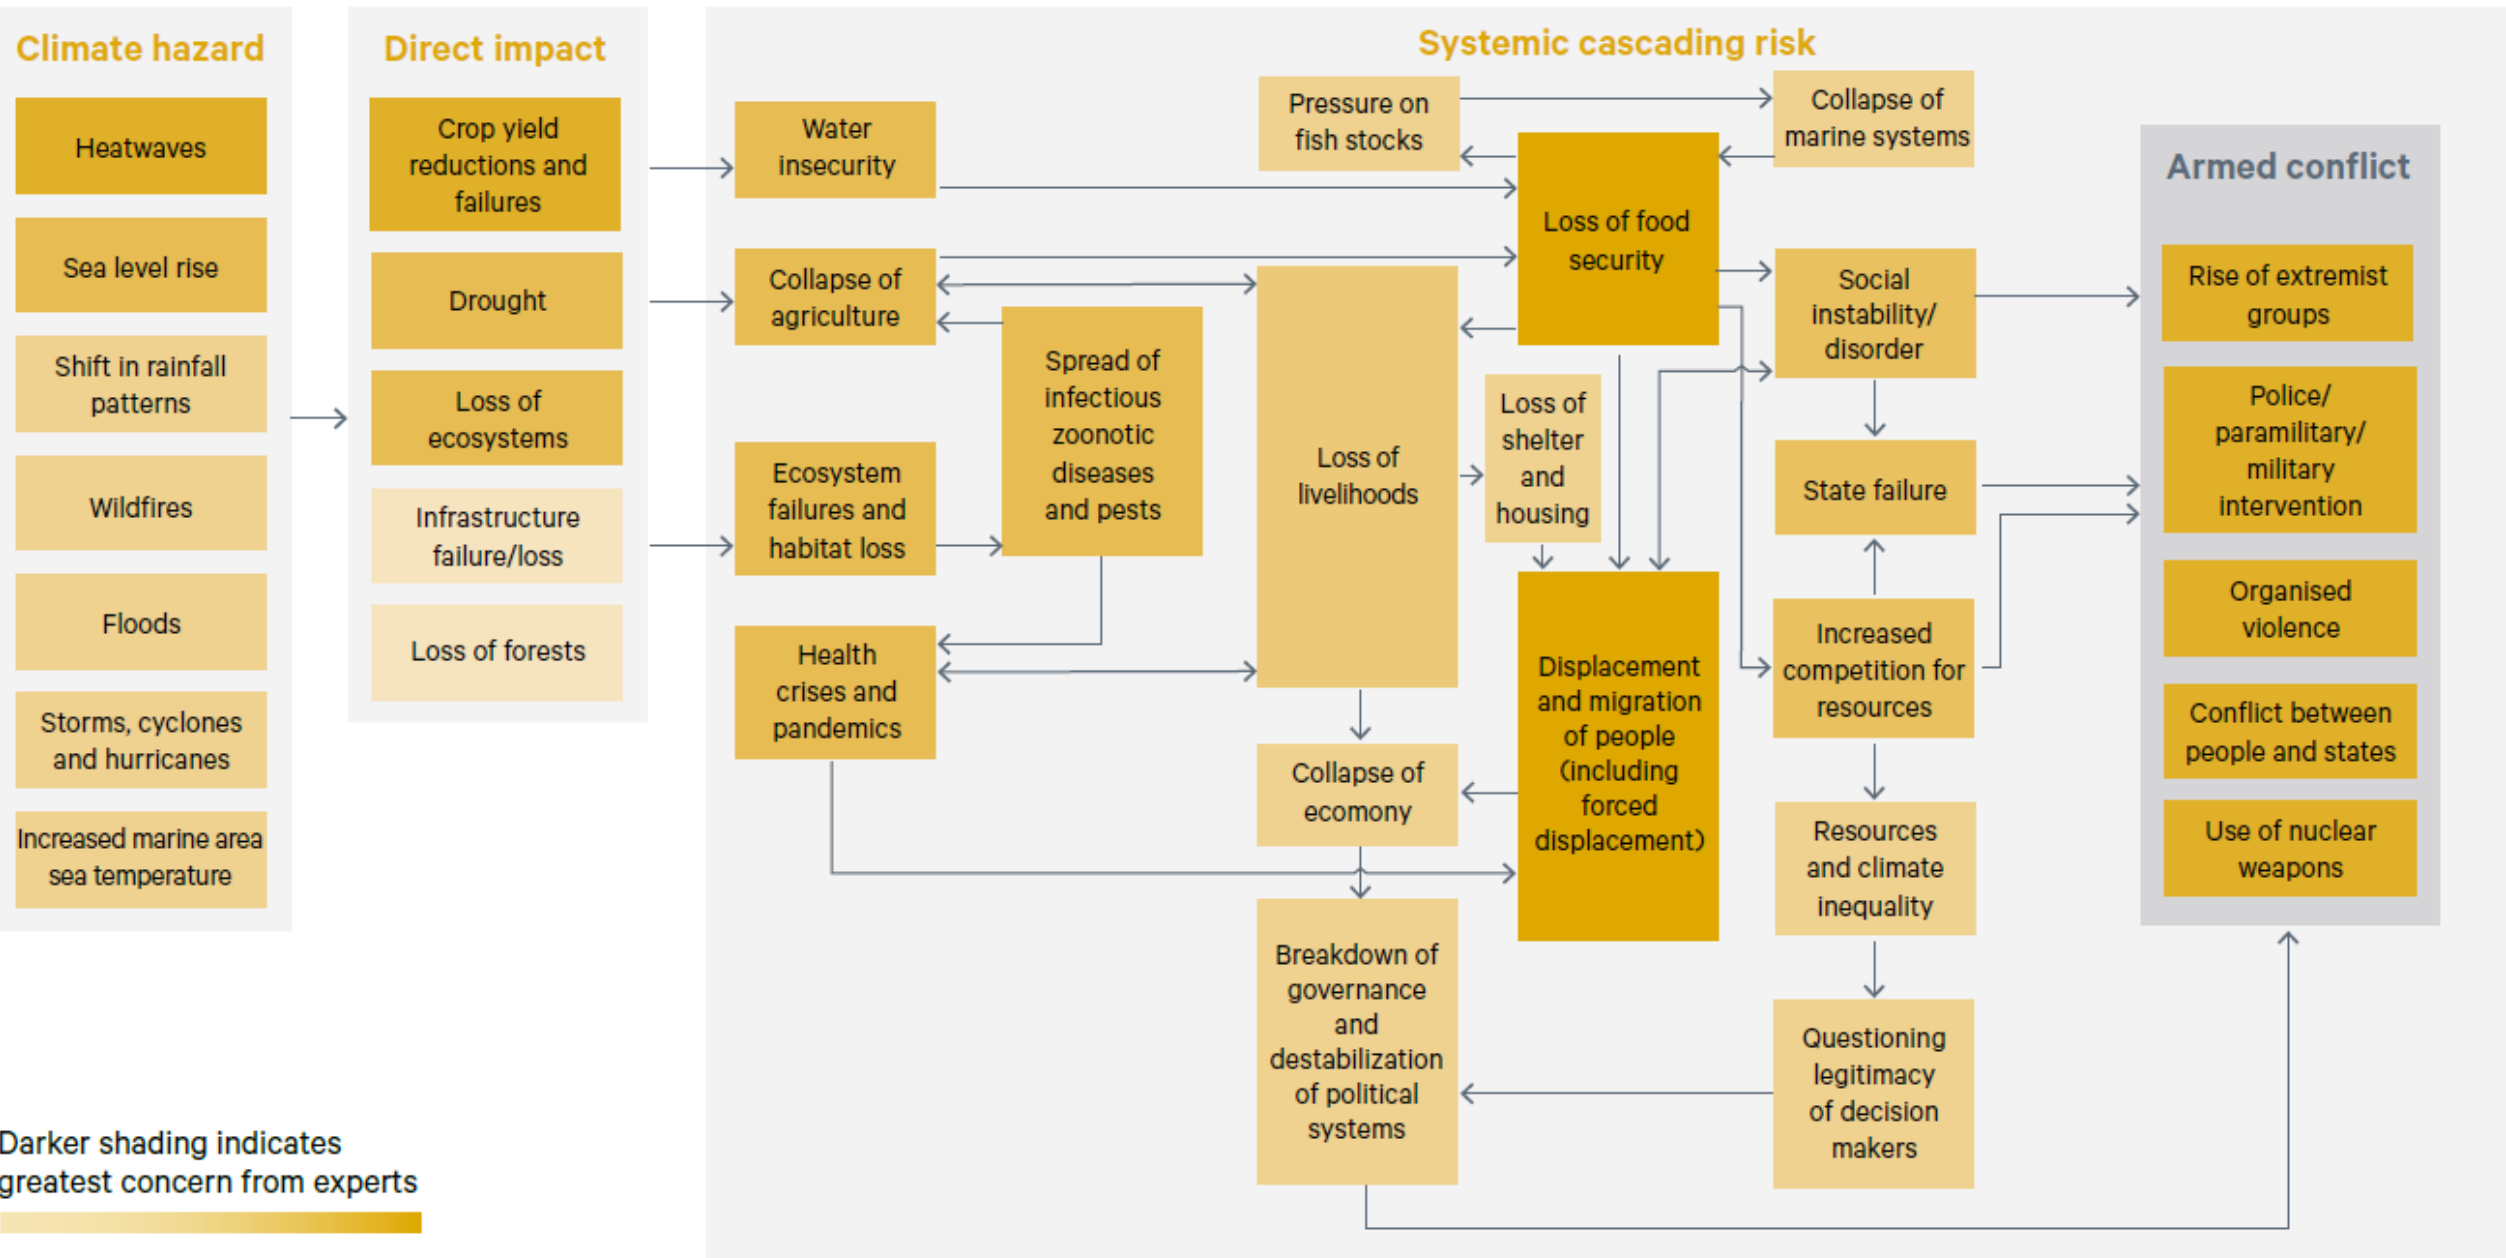 Climate hazard
Heatwaves
Sea level rise
Shift in rainfall
patterns
Wildfires
Floods
Storms, cyclones
and hurricanes
Increased marine area
sea temperature
Direct impact
Crop yield
reductions and
failures
Drought
Loss of
ecosystems
Infrastructure
failure/loss
Loss of forests
Systemic cascading risk
Water
insecurity
Collapse of
agriculture
Ecosystem
failures and
habitat loss
Health
crises and
pandemics
Spread of
infectious
zoonotic
diseases
and pests
Pressure on
fish stocks
Loss of
livelihoods
Collapse of
ecomony
Breakdown of
governance
and
destabilization
of political
systems
Loss of food
security
Loss of
shelter
and
housing
Displacement
and migration
of people
(including
forced
displacement)
Collapse of
marine systems
Social
instability/
disorder
State failure
Increased
competition for
resources
Resources
and climate
inequality
Questioning
legitimacy
of decision
makers
Armed conflict
Rise of extremist
groups
Police/
paramilitary/
military
intervention
Organised
violence
Conflict between
people and states
Use of nuclear
weapons
Darker shading indicates
greatest concern from experts